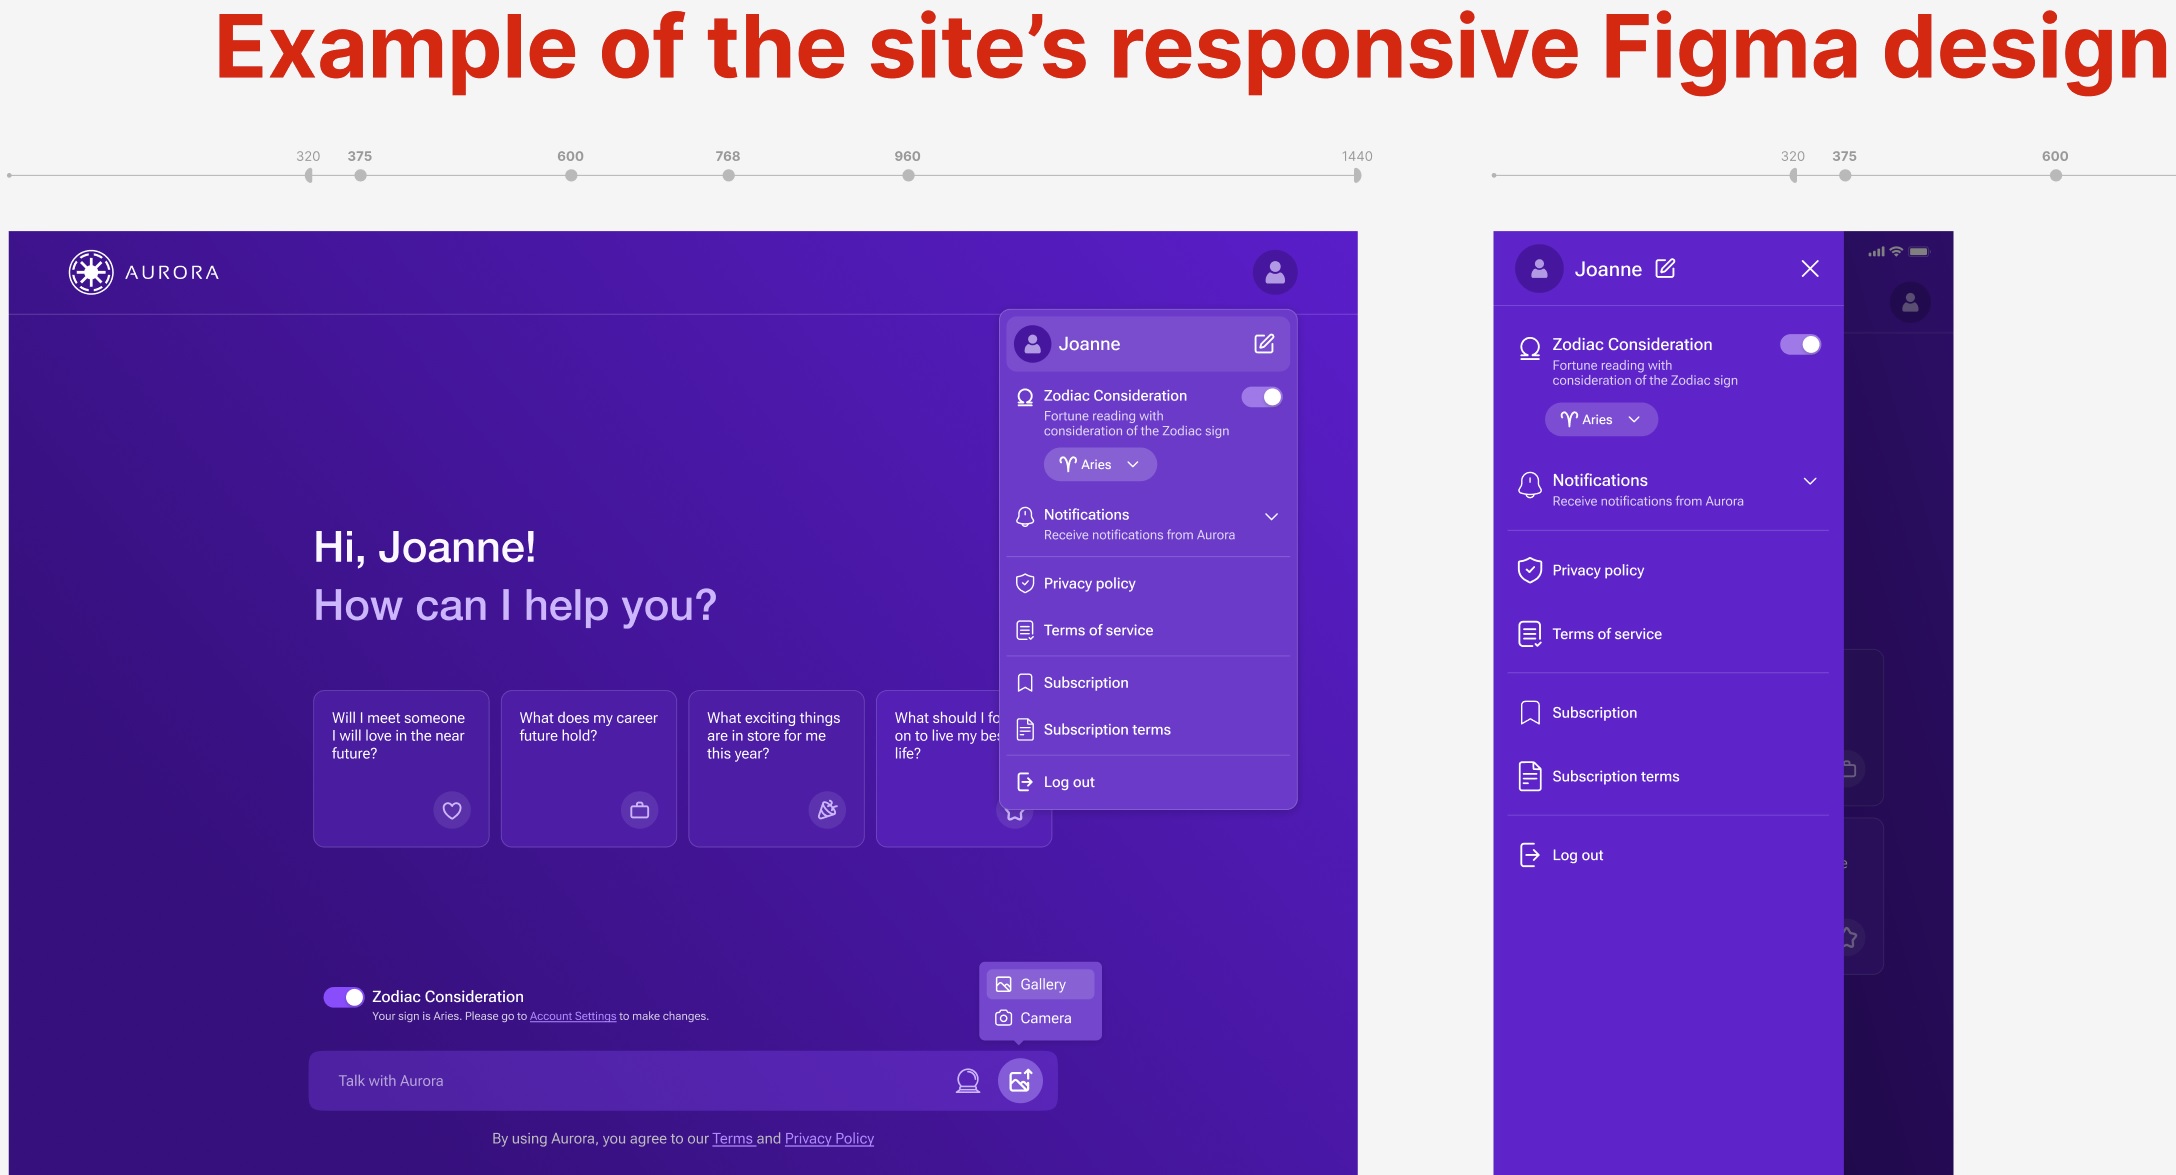 Example of the site’s responsive Figma design
320 375 600 768 960 1440
AURORA
Joanne
Zodiac Consideration
Fortune reading with
consideration of the Zodiac sign
Aries
Notifications
Receive notifications from Aurora
Privacy policy
Terms of service
Subscription
Subscription terms
Log out
Hi, Joanne!
How can I help you?
Will I meet someone
I will love in the near
future?
What does my career
future hold?
What exciting things
are in store for me
this year?
What should I fo
on to live my bes
life?
Zodiac Consideration
Your sign is Aries. Please go to Account Settings to make changes.
Gallery
Camera
Talk with Aurora
By using Aurora, you agree to our Terms and Privacy Policy
320 375 600
Joanne
Zodiac Consideration
Fortune reading with
consideration of the Zodiac sign
Aries
Notifications
Receive notifications from Aurora
Privacy policy
Terms of service
Subscription
Subscription terms
Log out
e